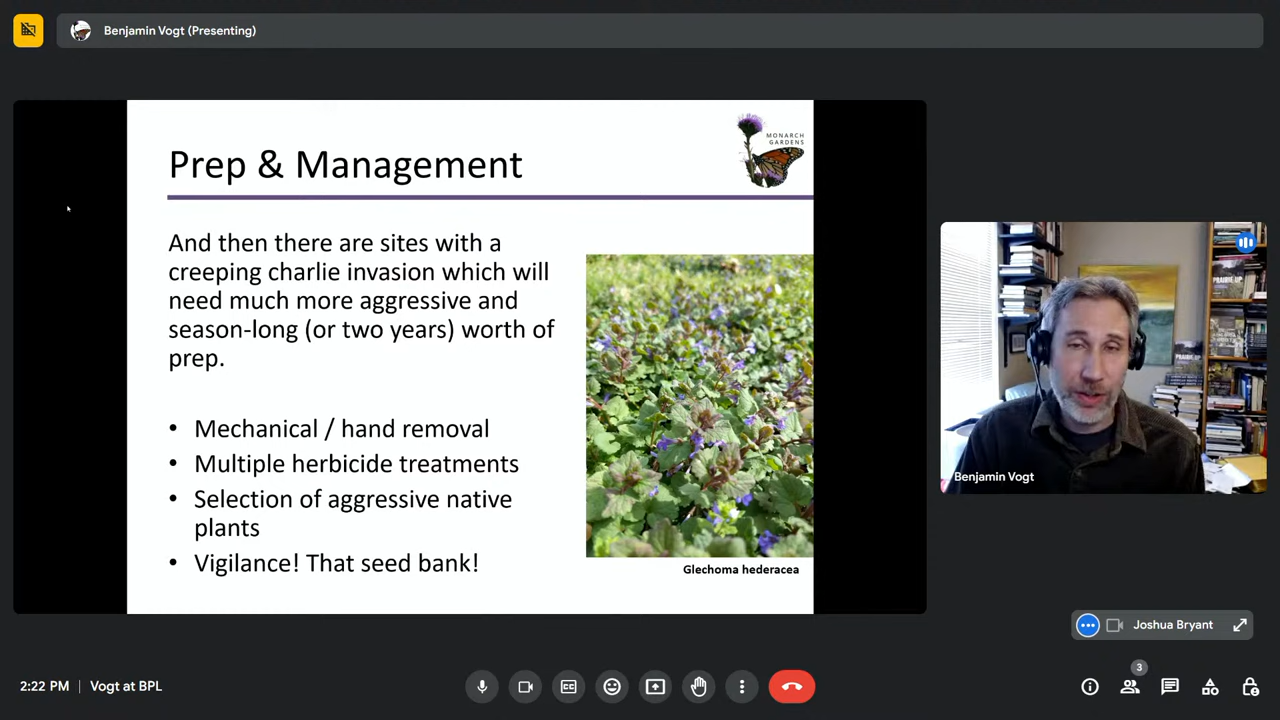 Benjamin Vogt (Presenting)
MONARCH
GARDENS
Prep & Management
And then there are sites with a
creeping charlie invasion which will
need much more aggressive and
season-long (or two years) worth of
prep.
• Mechanical / hand removal
• Multiple herbicide treatments
• Selection of aggressive native
plants
• Vigilance! That seed bank!
Glechoma hederacea
PRAIRIE UP
Benjamin Vogt
Joshua Bryant
2:22 PM | Vogt at BPL
3